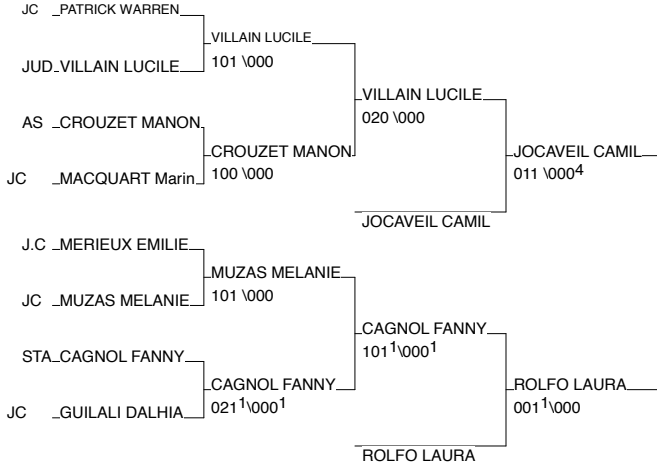 JC PATRICK WARREN
VILLAIN LUCILE
JUD VILLAIN LUCILE
101 \000
VILLAIN LUCILE
020 \000
AS CROUZET MANON
CROUZET MANON
100 \000
JC MACQUART Marin
JOCAVEIL CAMIL
011 \000⁴
JOCAVEIL CAMIL
J.C MERIEUX EMILIE
MUZAS MELANIE
101 \000
JC MUZAS MELANIE
CAGNOL FANNY
101¹\000¹
STA CAGNOL FANNY
CAGNOL FANNY
021¹\000¹
JC GUILALI DALHIA
ROLFO LAURA
001¹\000
ROLFO LAURA